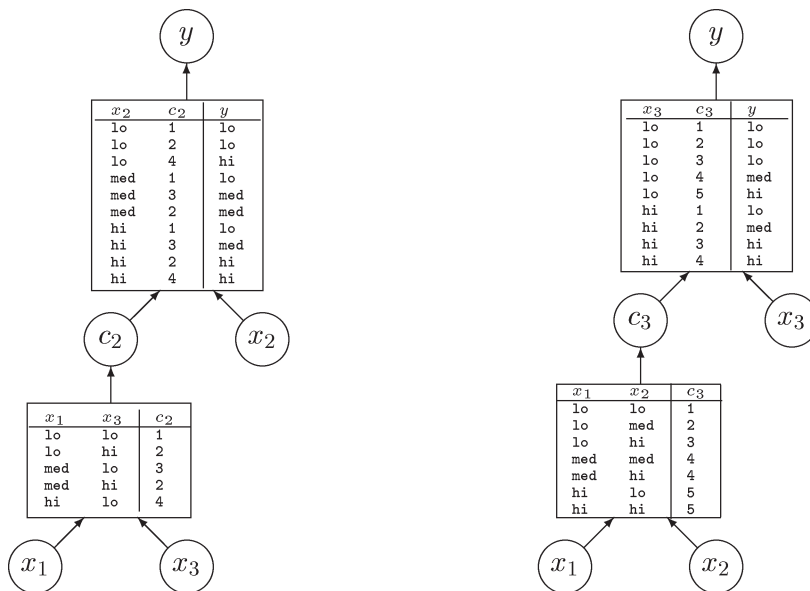 y
x2 c2 y
lo 1 lo
lo 2 lo
lo 4 hi
med 1 lo
med 3 med
med 2 med
hi 1 lo
hi 3 med
hi 2 hi
hi 4 hi
c2 x2
x1 x3 c2
lo lo 1
lo hi 2
med lo 3
med hi 2
hi lo 4
x1 x3
y
x3 c3 y
lo 1 lo
lo 2 lo
lo 3 lo
lo 4 med
lo 5 hi
hi 1 lo
hi 2 med
hi 3 hi
hi 4 hi
c3 x3
x1 x2 c3
lo lo 1
lo med 2
lo hi 3
med med 4
med hi 4
hi lo 5
hi hi 5
x1 x2